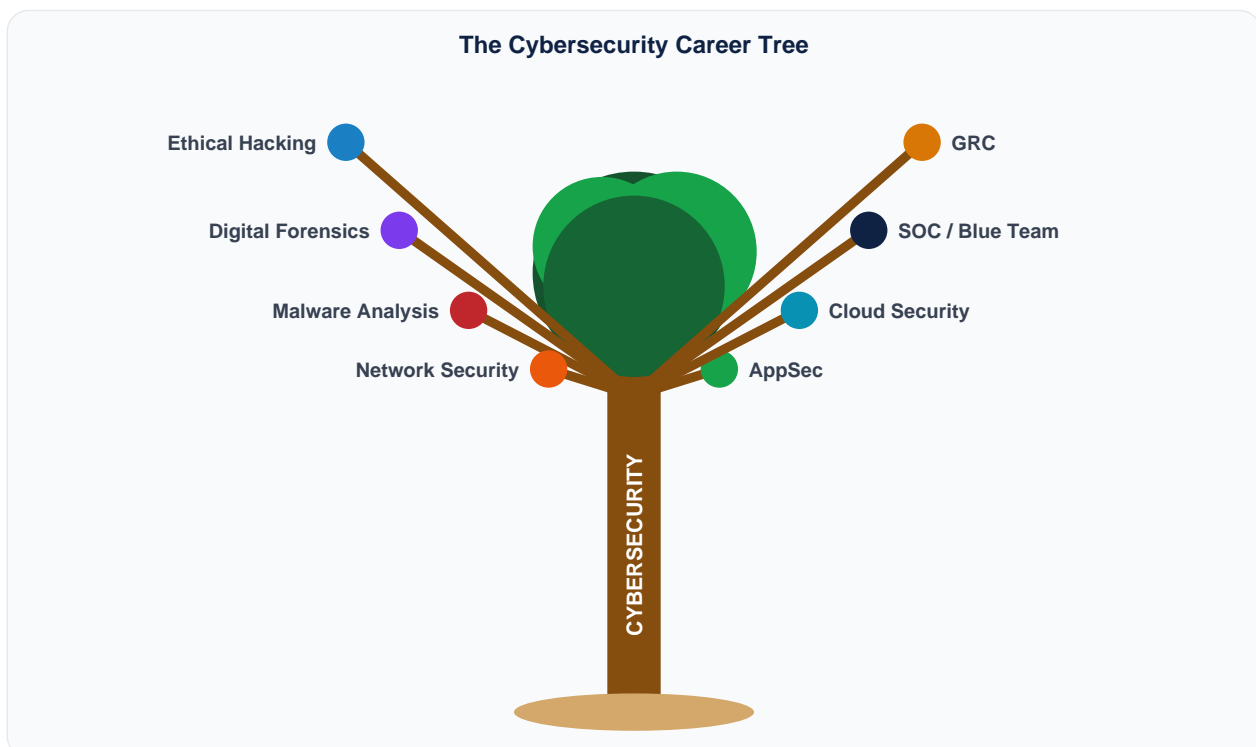 The Cybersecurity Career Tree
Ethical Hacking
GRC
Digital Forensics
SOC / Blue Team
Malware Analysis
Cloud Security
Network Security
AppSec
CYBERSECURITY